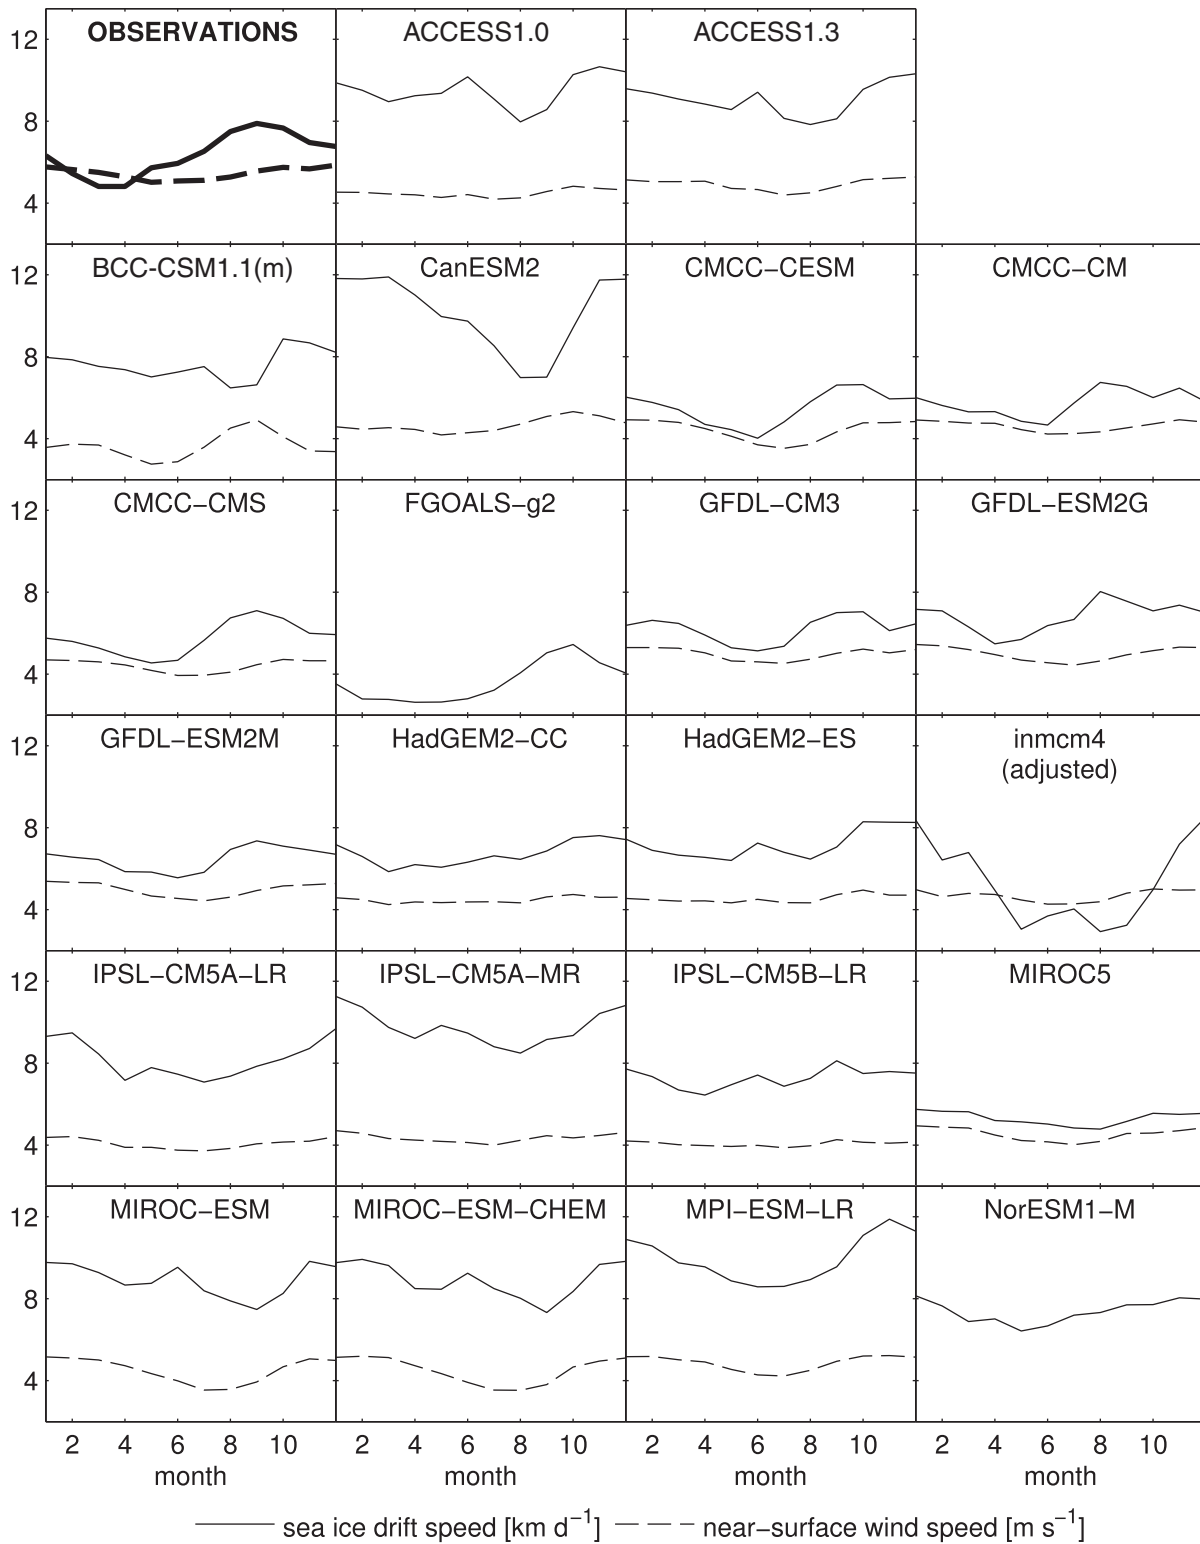 OBSERVATIONS ACCESS1.0 ACCESS1.3
12
8
4
BCC-CSM1.1(m) CanESM2 CMCC−CESM CMCC−CM
12
8
4
CMCC−CMS FGOALS−g2 GFDL−CM3 GFDL−ESM2G
12
8
4
GFDL−ESM2M HadGEM2−CC HadGEM2−ES inmcm4
(adjusted)
12
8
4
IPSL−CM5A−LR IPSL−CM5A−MR IPSL−CM5B−LR MIROC5
12
8
4
MIROC−ESM MIROC−ESM−CHEM MPI−ESM−LR NorESM1−M
12
8
4
2 4 6 8 10 2 4 6 8 10 2 4 6 8 10 2 4 6 8 10
month month month month
sea ice drift speed [km d⁻¹] near−surface wind speed [m s⁻¹]